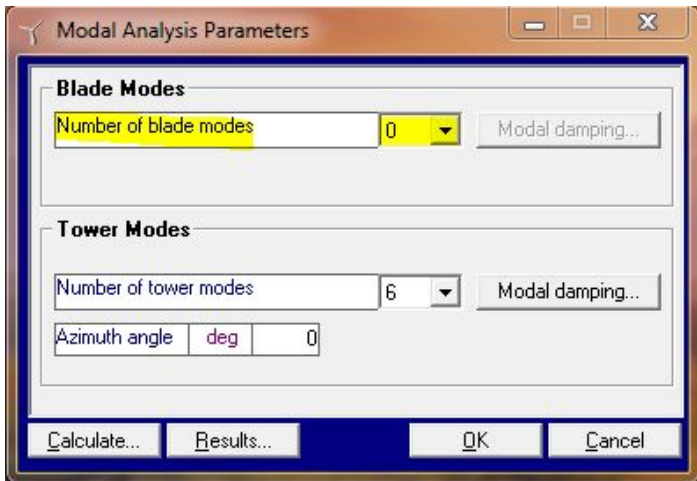 Modal Analysis Parameters
Blade Modes
Number of blade modes 0 Modal damping...
Tower Modes
Number of tower modes 6 Modal damping...
Azimuth angle deg 0
Calculate... Results... OK Cancel